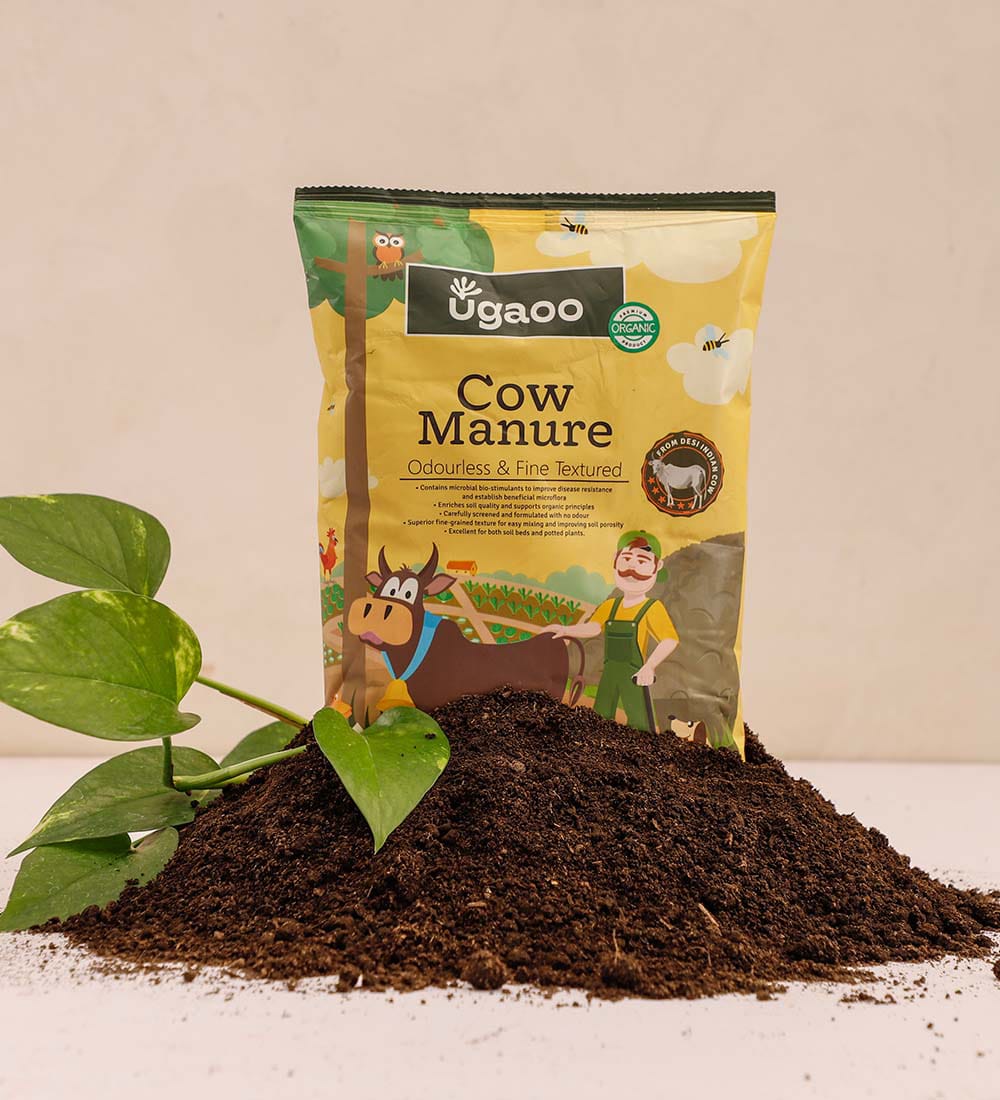 ugaoo
PREMIUM
ORGANIC
PRODUCT
Cow
Manure
Odourless & Fine Textured
• Contains microbial bio-stimulants to improve disease resistance
and establish beneficial microflora
• Enriches soil quality and supports organic principles
• Carefully screened and formulated with no odour
• Superior fine-grained texture for easy mixing and improving soil porosity
• Excellent for both soil beds and potted plants.
FROM DESI INDIAN COW